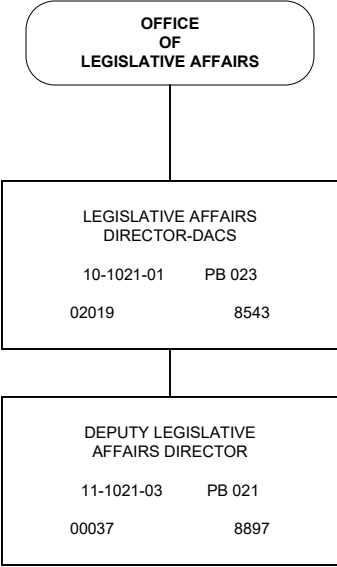 OFFICE
OF
LEGISLATIVE AFFAIRS
LEGISLATIVE AFFAIRS
DIRECTOR-DACS
10-1021-01 PB 023
02019 8543
DEPUTY LEGISLATIVE
AFFAIRS DIRECTOR
11-1021-03 PB 021
00037 8897